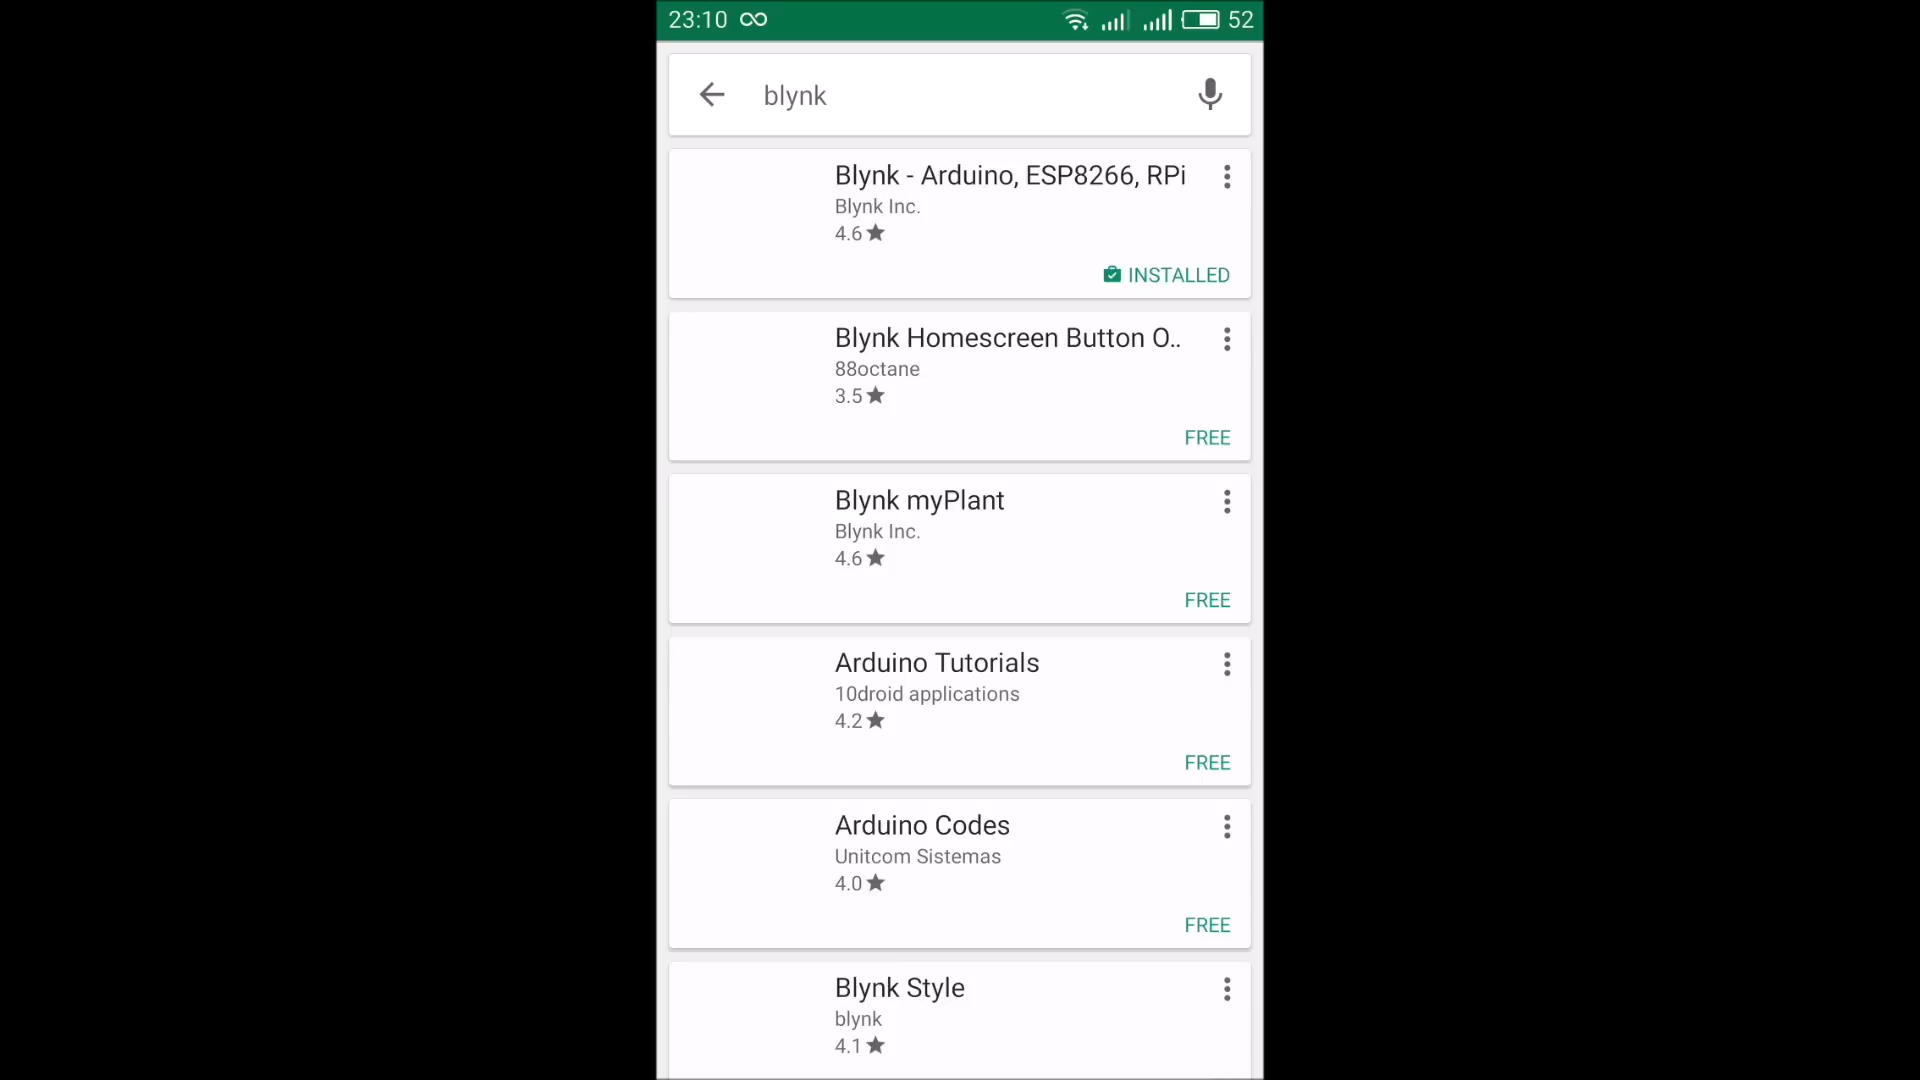 23:10 52
blynk
Blynk - Arduino, ESP8266, RPi
Blynk Inc.
4.6
INSTALLED
Blynk Homescreen Button O..
88octane
3.5
FREE
Blynk myPlant
Blynk Inc.
4.6
FREE
Arduino Tutorials
10droid applications
4.2
FREE
Arduino Codes
Unitcom Sistemas
4.0
FREE
Blynk Style
blynk
4.1